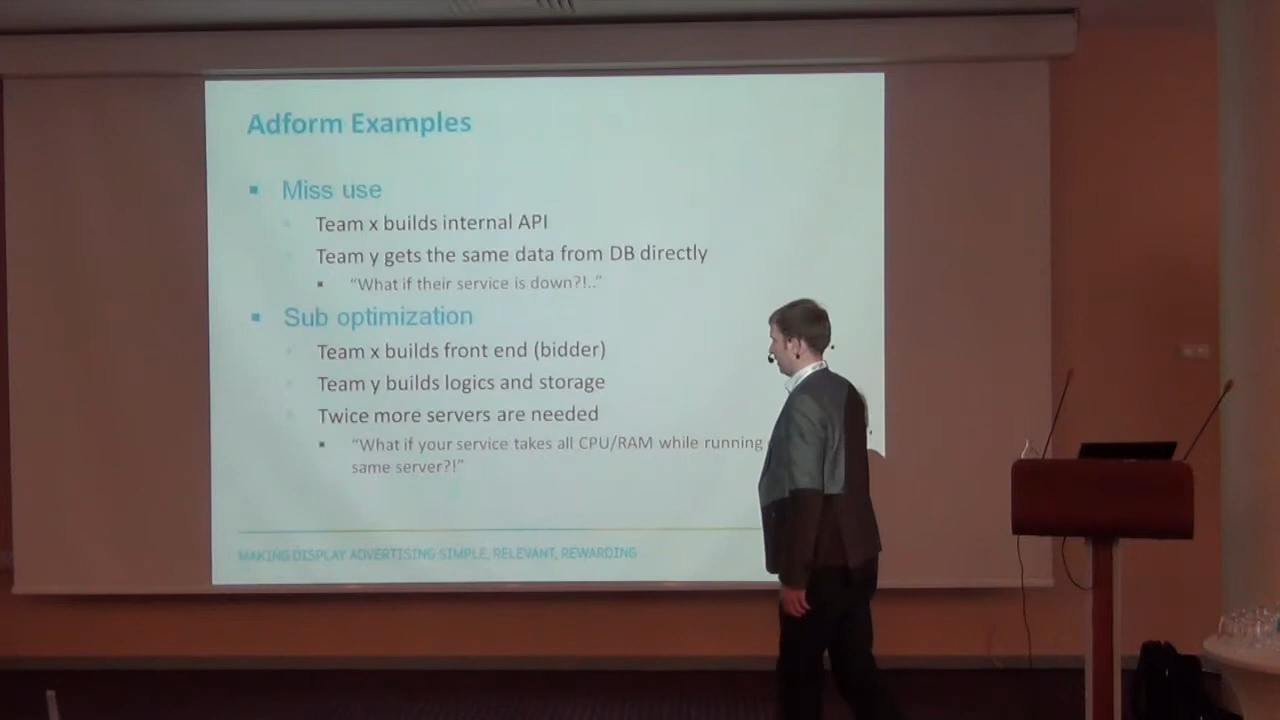 Adform Examples
Miss use
Team x builds internal API
Team y gets the same data from DB directly
“What if their service is down?!..”
Sub optimization
Team x builds front end (bidder)
Team y builds logics and storage
Twice more servers are needed
“What if your service takes all CPU/RAM while running
same server?!”
MAKING DISPLAY ADVERTISING SIMPLE, RELEVANT, REWARDING